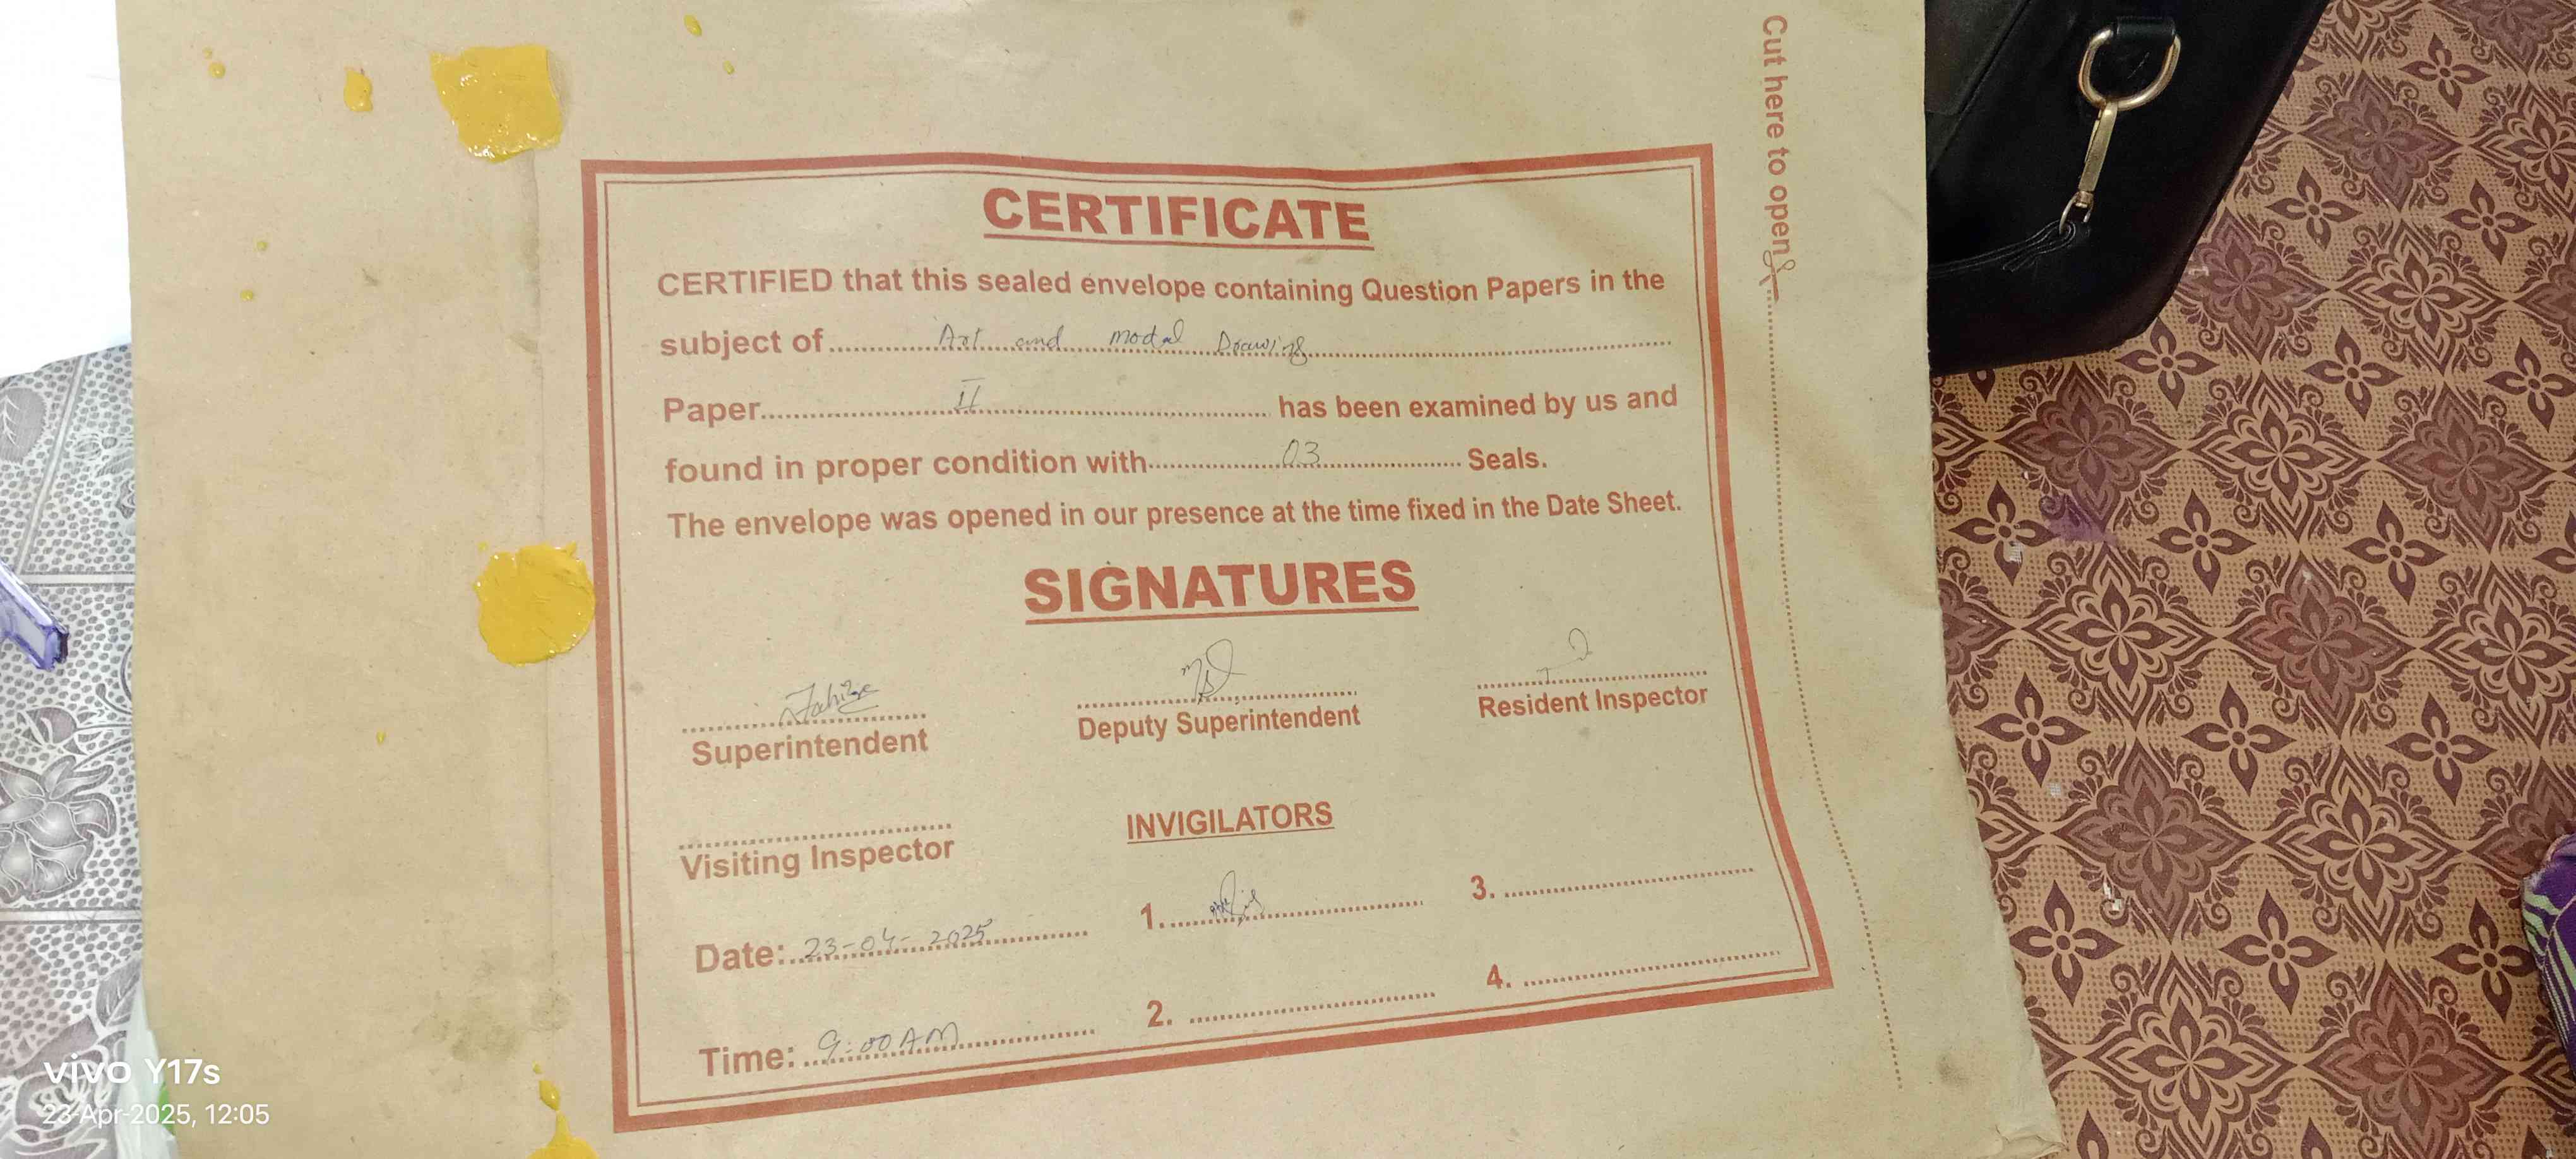 Cut here to open
CERTIFICATE
CERTIFIED that this sealed envelope containing Question Papers in the
subject of Art and modal Drawing
Paper II has been examined by us and
found in proper condition with 03 Seals.
The envelope was opened in our presence at the time fixed in the Date Sheet.
SIGNATURES
Superintendent
Deputy Superintendent
Resident Inspector
Visiting Inspector
INVIGILATORS
1.
3.
Date: 23-04-2025
2.
4.
Time: 9:00 AM
vivo Y17s
23-Apr-2025, 12:05